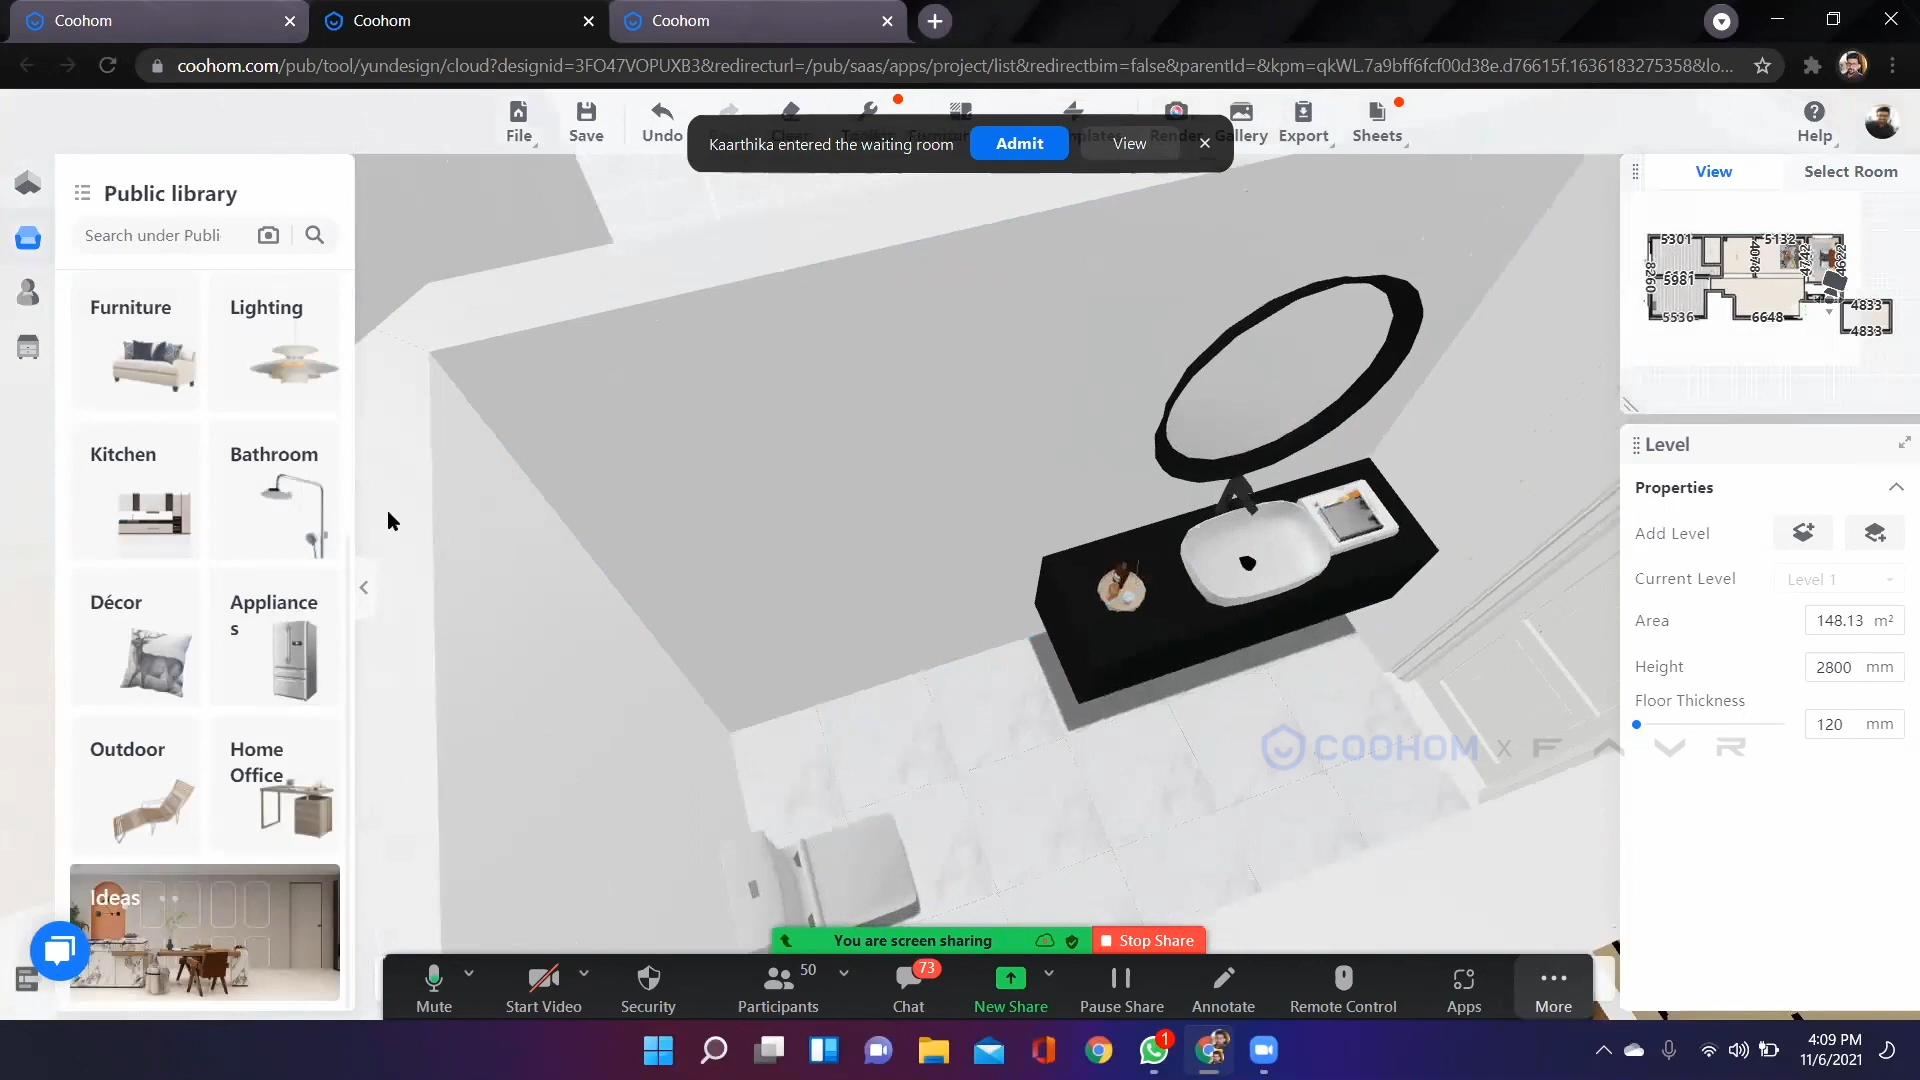 Coohom
Coohom
Coohom
coohom.com/pub/tool/yundesign/cloud?designid=3FO47VOPUXB3&redirecturl=/pub/saas/apps/project/list&redirectbim=false&parentId=&kpm=qkWL.7a9bff6fcf00d38e.d76615f.1636183275358&lo...
File
Save
Undo
Render
Gallery
Export
Sheets
Help
Kaarthika entered the waiting room
Admit
View
Public library
Search under Publi
Furniture
Lighting
Kitchen
Bathroom
Décor
Appliance
s
Outdoor
Home
Office
Ideas
View
Select Room
5301
5132
4078
4742
4622
8260
5981
5536
6648
4833
4833
Level
Properties
Add Level
Current Level
Level 1
Area
148.13 m²
Height
2800 mm
Floor Thickness
120 mm
COOHOM x F
R
You are screen sharing
Stop Share
Mute
Start Video
Security
Participants
50
Chat
73
New Share
Pause Share
Annotate
Remote Control
Apps
More
1
4:09 PM
11/6/2021